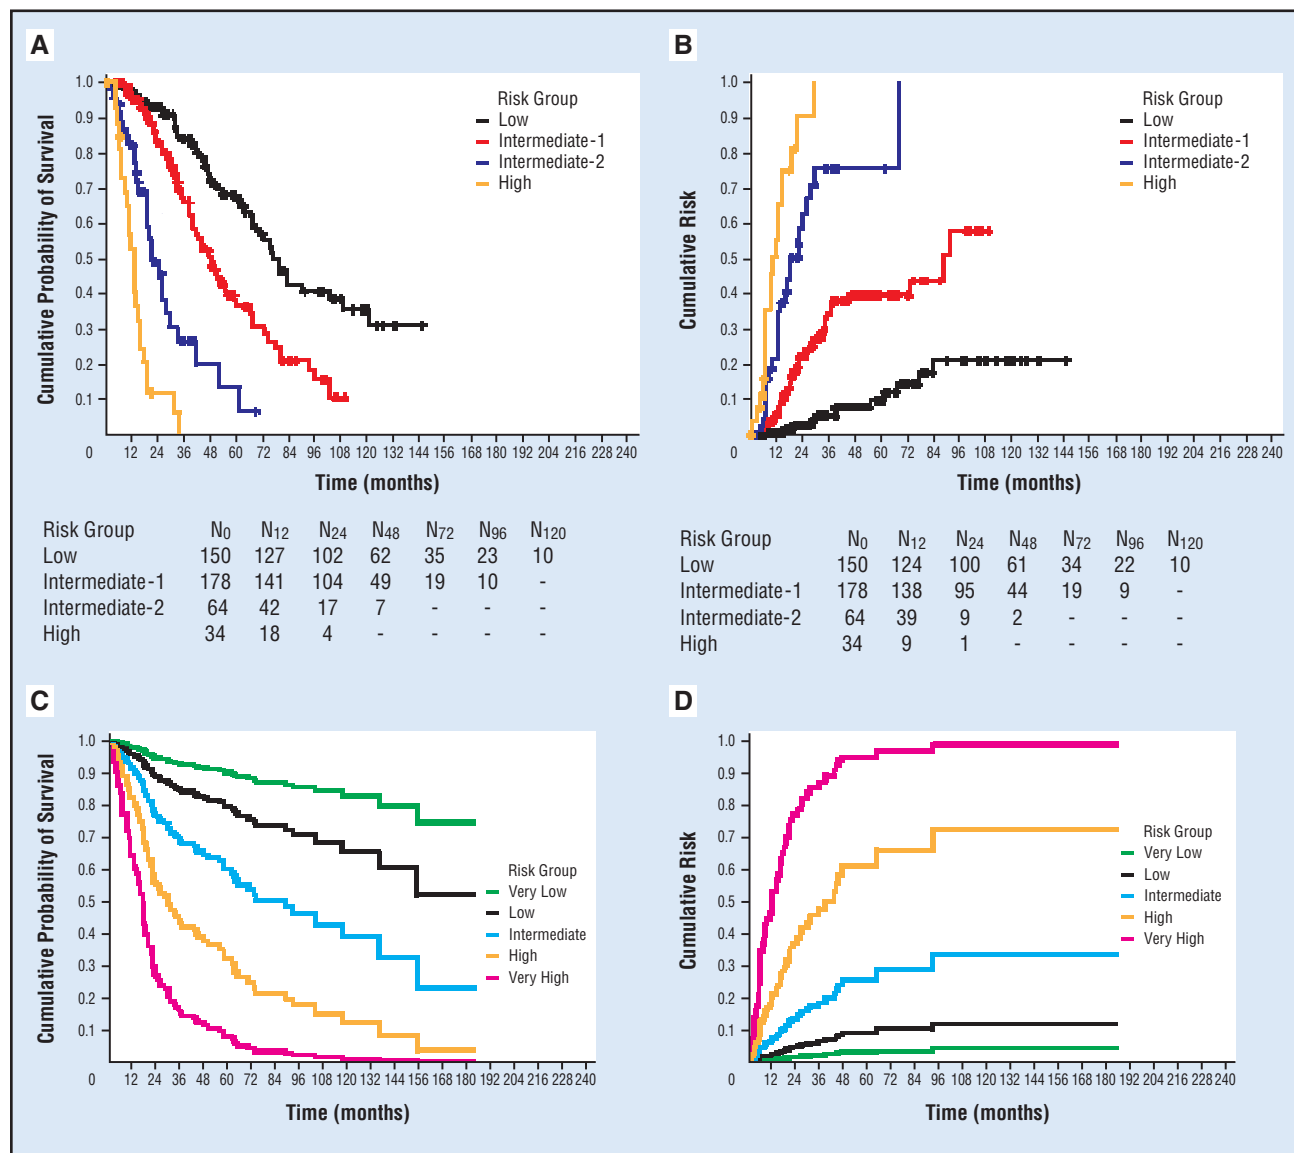 A
Cumulative Probability of Survival
1.0
0.9
0.8
0.7
0.6
0.5
0.4
0.3
0.2
0.1
0 12 24 36 48 60 72 84 96 108 120 132 144 156 168 180 192 204 216 228 240
Time (months)
Risk Group
Low
Intermediate-1
Intermediate-2
High
Risk Group N0 N12 N24 N48 N72 N96 N120
Low 150 127 102 62 35 23 10
Intermediate-1 178 141 104 49 19 10 -
Intermediate-2 64 42 17 7 - - -
High 34 18 4 - - - -
B
Cumulative Risk
1.0
0.9
0.8
0.7
0.6
0.5
0.4
0.3
0.2
0.1
0 12 24 36 48 60 72 84 96 108 120 132 144 156 168 180 192 204 216 228 240
Time (months)
Risk Group
Low
Intermediate-1
Intermediate-2
High
Risk Group N0 N12 N24 N48 N72 N96 N120
Low 150 124 100 61 34 22 10
Intermediate-1 178 138 95 44 19 9 -
Intermediate-2 64 39 9 2 - - -
High 34 9 1 - - - -
C
Cumulative Probability of Survival
1.0
0.9
0.8
0.7
0.6
0.5
0.4
0.3
0.2
0.1
0 12 24 36 48 60 72 84 96 108 120 132 144 156 168 180 192 204 216 228 240
Time (months)
Risk Group
Very Low
Low
Intermediate
High
Very High
D
Cumulative Risk
1.0
0.9
0.8
0.7
0.6
0.5
0.4
0.3
0.2
0.1
0 12 24 36 48 60 72 84 96 108 120 132 144 156 168 180 192 204 216 228 240
Time (months)
Risk Group
Very Low
Low
Intermediate
High
Very High